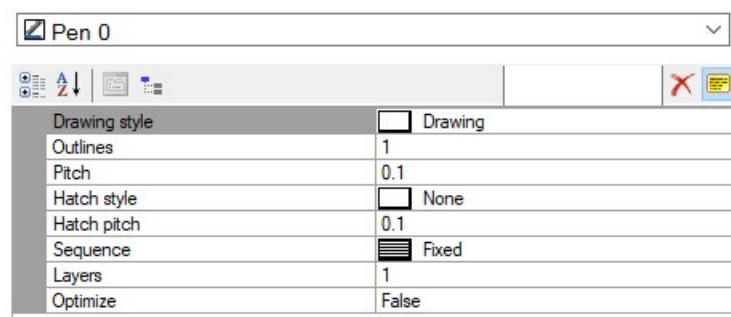 Pen 0
Drawing style Drawing
Outlines 1
Pitch 0.1
Hatch style None
Hatch pitch 0.1
Sequence Fixed
Layers 1
Optimize False